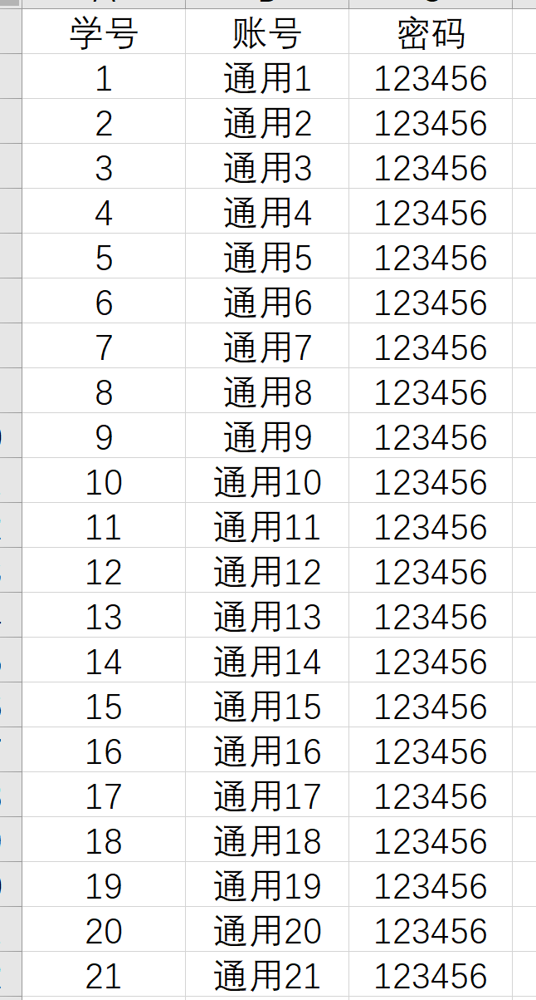 学号 账号 密码
1 通用1 123456
2 通用2 123456
3 通用3 123456
4 通用4 123456
5 通用5 123456
6 通用6 123456
7 通用7 123456
8 通用8 123456
9 通用9 123456
10 通用10 123456
11 通用11 123456
12 通用12 123456
13 通用13 123456
14 通用14 123456
15 通用15 123456
16 通用16 123456
17 通用17 123456
18 通用18 123456
19 通用19 123456
20 通用20 123456
21 通用21 123456